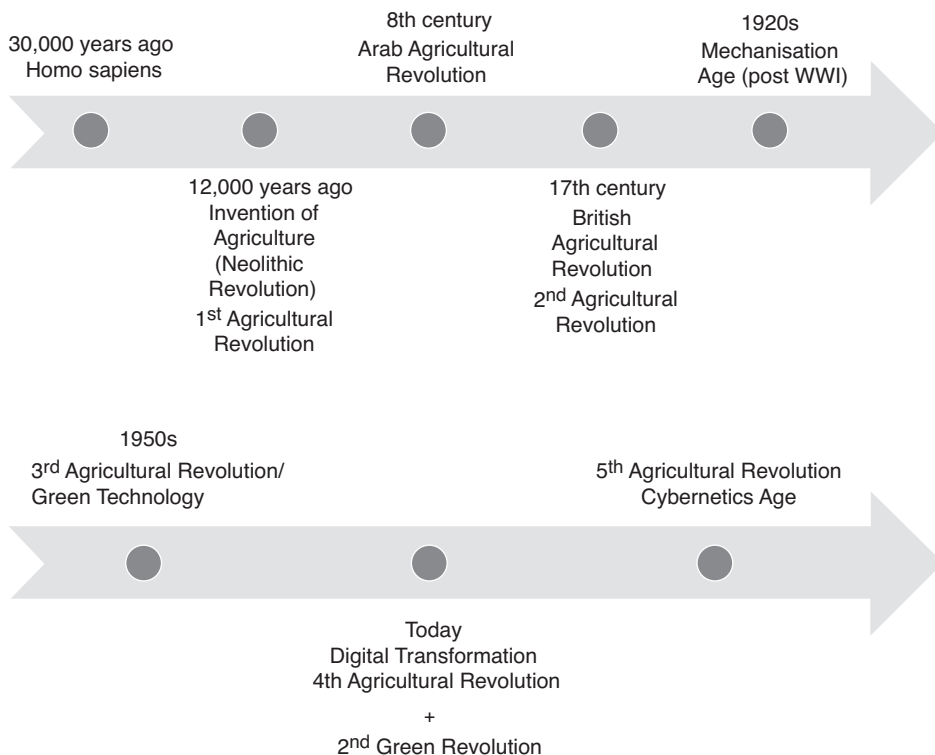 30,000 years ago
Homo sapiens
12,000 years ago
Invention of
Agriculture
(Neolithic
Revolution)
1st Agricultural
Revolution
8th century
Arab Agricultural
Revolution
17th century
British
Agricultural
Revolution
2nd Agricultural
Revolution
1920s
Mechanisation
Age (post WWI)
1950s
3rd Agricultural Revolution/
Green Technology
Today
Digital Transformation
4th Agricultural Revolution
+
2nd Green Revolution
5th Agricultural Revolution
Cybernetics Age